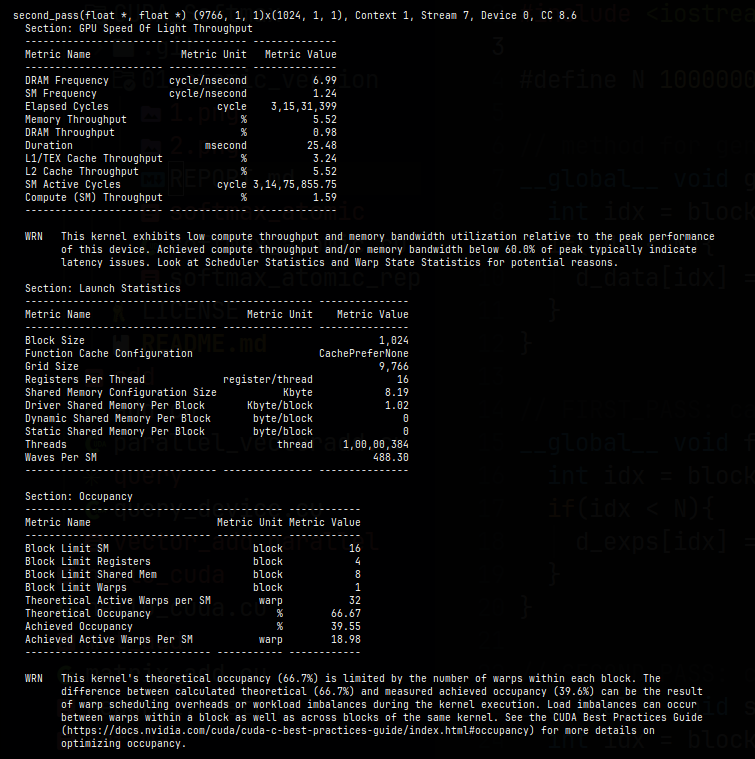 second_pass(float *, float *) (9766, 1, 1)x(1024, 1, 1), Context 1, Stream 7, Device 0, CC 8.6
Section: GPU Speed Of Light Throughput
----------------------- ------------- --------------
Metric Name Metric Unit Metric Value
----------------------- ------------- --------------
DRAM Frequency cycle/nsecond 6.99
SM Frequency cycle/nsecond 1.24
Elapsed Cycles cycle 3,15,31,399
Memory Throughput % 5.52
DRAM Throughput % 0.98
Duration msecond 25.48
L1/TEX Cache Throughput % 3.24
L2 Cache Throughput % 5.52
SM Active Cycles cycle 3,14,75,855.75
Compute (SM) Throughput % 1.59
----------------------- ------------- --------------
WRN This kernel exhibits low compute throughput and memory bandwidth utilization relative to the peak performance
of this device. Achieved compute throughput and/or memory bandwidth below 60.0% of peak typically indicate
latency issues. Look at Scheduler Statistics and Warp State Statistics for potential reasons.
Section: Launch Statistics
-------------------------------- --------------- ---------------
Metric Name Metric Unit Metric Value
-------------------------------- --------------- ---------------
Block Size 1,024
Function Cache Configuration CachePreferNone
Grid Size 9,766
Registers Per Thread register/thread 16
Shared Memory Configuration Size Kbyte 8.19
Driver Shared Memory Per Block Kbyte/block 1.02
Dynamic Shared Memory Per Block byte/block 0
Static Shared Memory Per Block byte/block 0
Threads thread 1,00,00,384
Waves Per SM 488.30
-------------------------------- --------------- ---------------
Section: Occupancy
------------------------------- ----------- ------------
Metric Name Metric Unit Metric Value
------------------------------- ----------- ------------
Block Limit SM block 16
Block Limit Registers block 4
Block Limit Shared Mem block 8
Block Limit Warps block 1
Theoretical Active Warps per SM warp 32
Theoretical Occupancy % 66.67
Achieved Occupancy % 39.55
Achieved Active Warps Per SM warp 18.98
------------------------------- ----------- ------------
WRN This kernel's theoretical occupancy (66.7%) is limited by the number of warps within each block. The
difference between calculated theoretical (66.7%) and measured achieved occupancy (39.6%) can be the result
of warp scheduling overheads or workload imbalances during the kernel execution. Load imbalances can occur
between warps within a block as well as across blocks of the same kernel. See the CUDA Best Practices Guide
(https://docs.nvidia.com/cuda/cuda-c-best-practices-guide/index.html#occupancy) for more details on
optimizing occupancy.